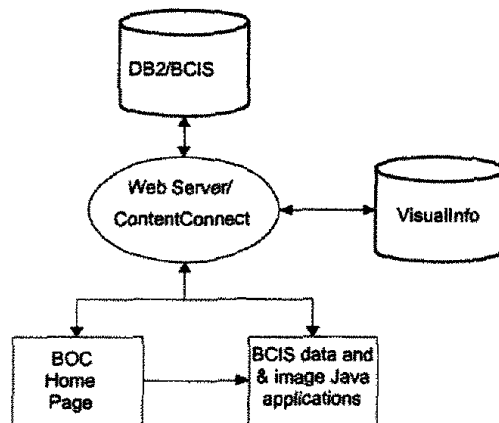 DB2/BCIS
Web Server/
ContentConnect
VisualInfo
BOC
Home
Page
BCIS data and
& image Java
applications